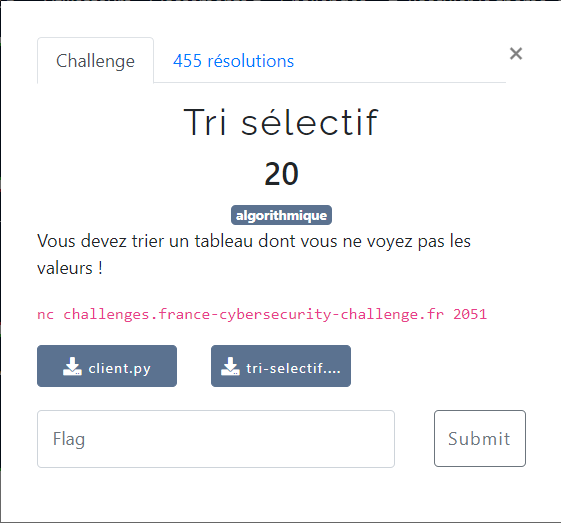 Challenge
455 résolutions
×
Tri sélectif
20
algorithmique
Vous devez trier un tableau dont vous ne voyez pas les
valeurs !
nc challenges.france-cybersecurity-challenge.fr 2051
client.py
tri-selectif....
Flag
Submit